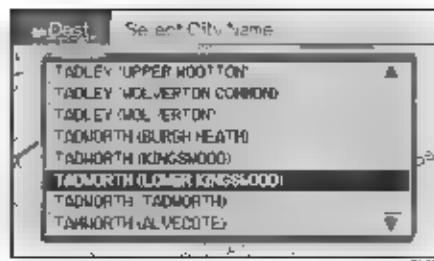 Dest Select City Name
TADLEY (UPPER WOOTTON)
TADLEY (WOLVERTON COMMON)
TADLEY (WOLVERTON)
TADWORTH (BURGH HEATH)
TADWORTH (KINGSWOOD)
TADWORTH (LOWER KINGSWOOD)
TADWORTH (TADWORTH)
TAMWORTH (ALVECOTE)